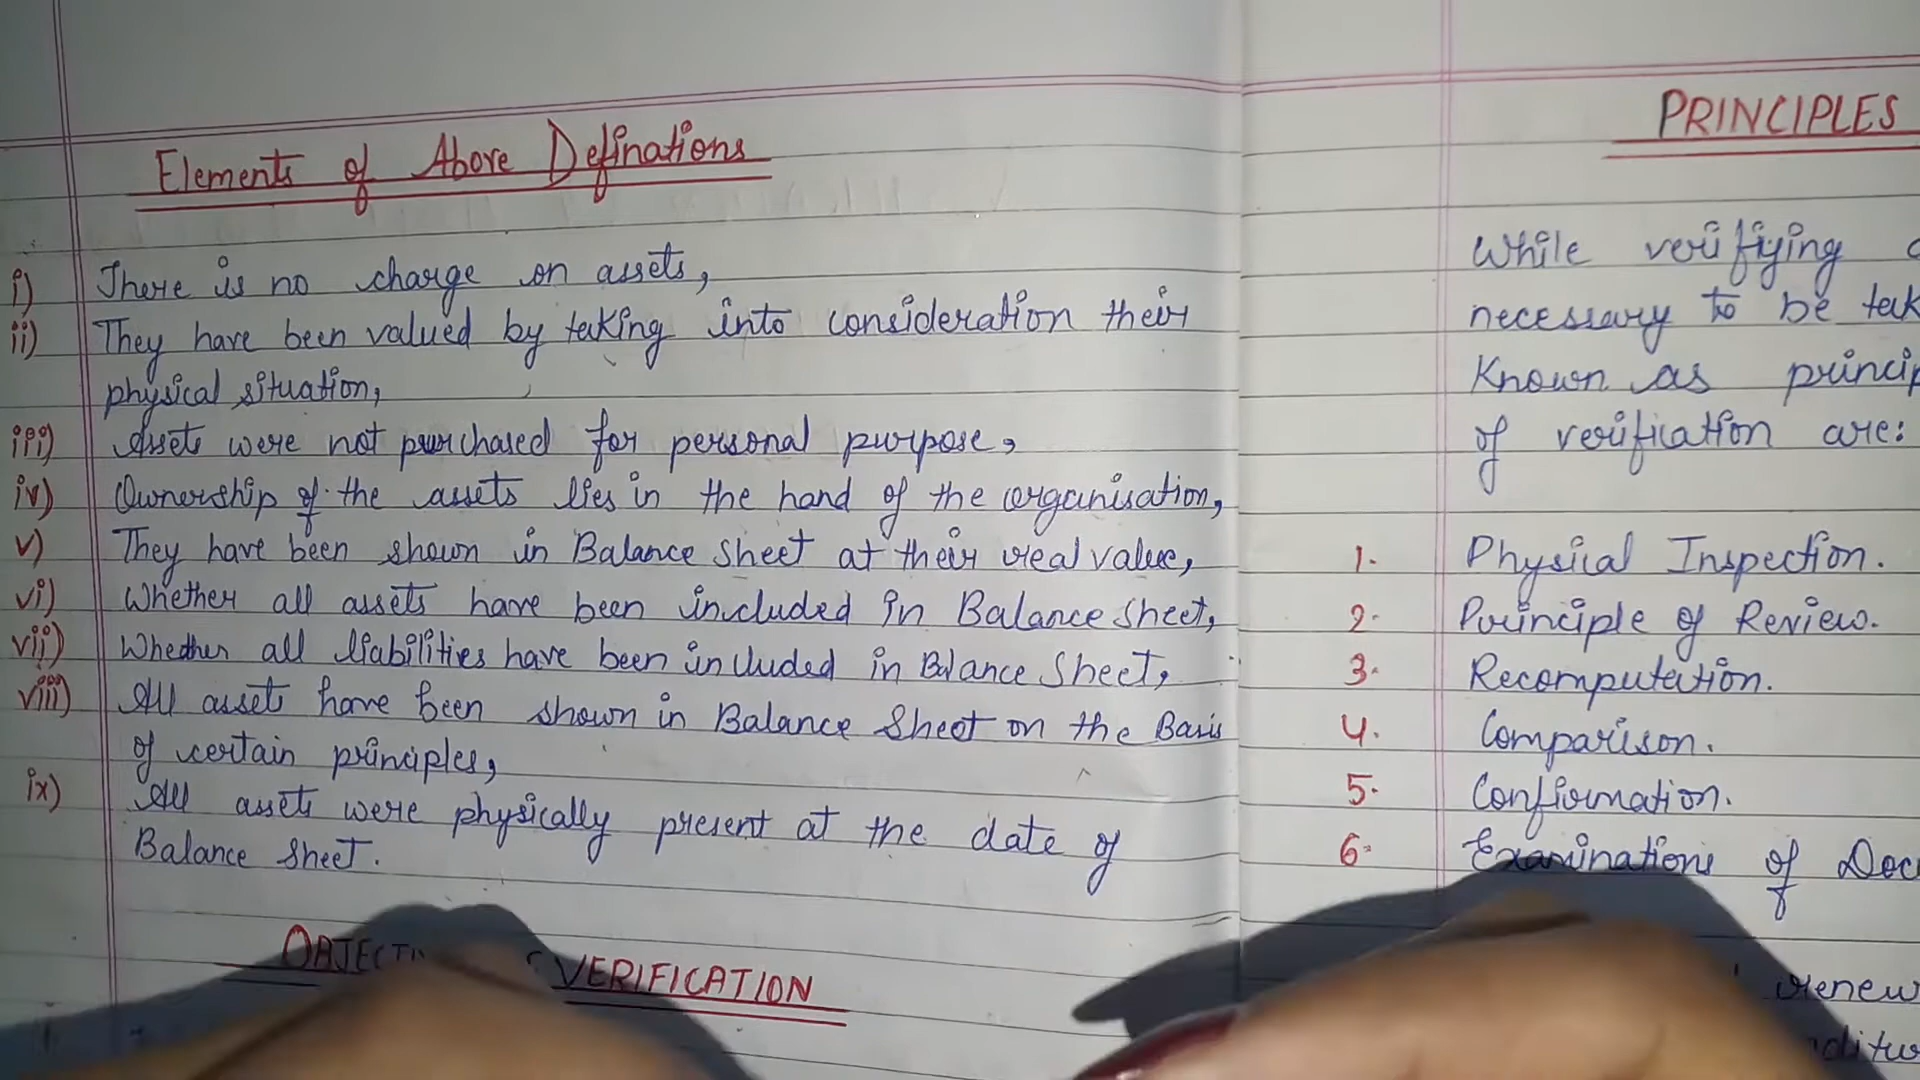 Elements of Above Definations
i) There is no charge on assets,
ii) They have been valued by taking into consideration their
physical situation,
iii) Assets were not purchased for personal purpose,
iv) Ownership of the assets lies in the hand of the organisation,
v) They have been shown in Balance Sheet at their real value,
vi) Whether all assets have been included in Balance Sheet,
vii) Whether all liabilities have been included in Balance Sheet,
viii) All assets have been shown in Balance Sheet on the Basis
of certain principles,
ix) All assets were physically present at the date of
Balance Sheet.
VERIFICATION
PRINCIPLES
While verifying
necessary to be
Known as
of verification are:
1. Physical Inspection.
2. Principle of Review.
3. Recomputation.
4. Comparison.
5. Confirmation.
6. Examinations of